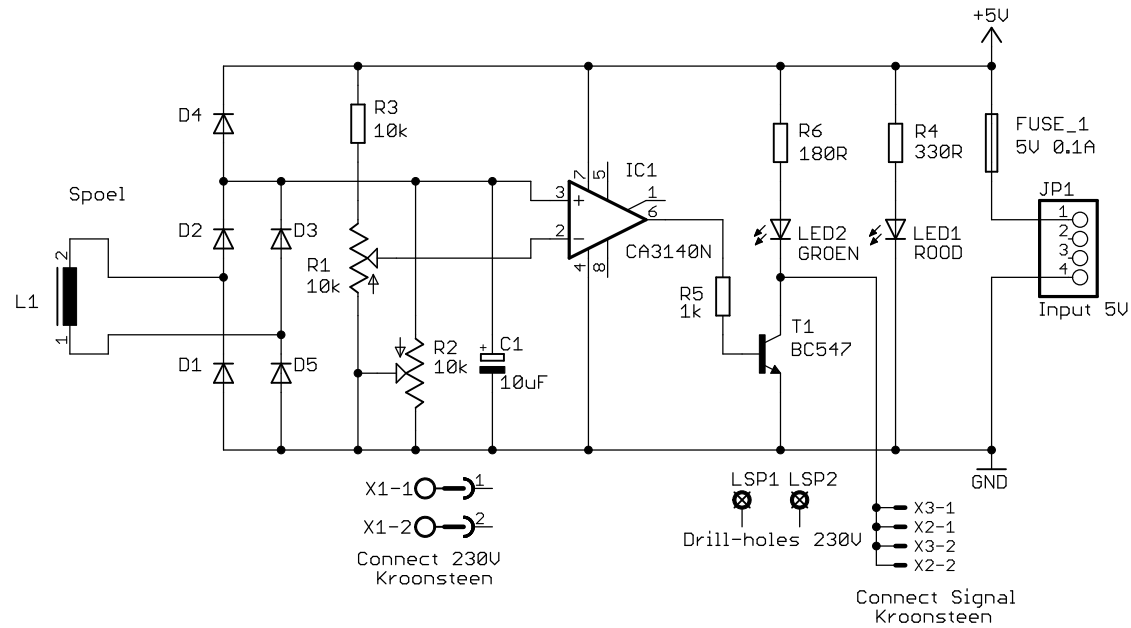 +5V
D4
R3
10k
R6
180R
R4
330R
FUSE_1
5V 0.1A
IC1
7
5
1
3
+
6
2
-
4
8
CA3140N
Spoel
D2
D3
R1
10k
LED2
GROEN
LED1
ROOD
JP1
1
2
3
4
Input 5V
L1
2
1
R5
1k
D1
D5
R2
10k
+
C1
10uF
T1
BC547
GND
X1-1
1
X1-2
2
Connect 230V
Kroonsteen
LSP1
LSP2
Drill-holes 230V
X3-1
X2-1
X3-2
X2-2
Connect Signal
Kroonsteen